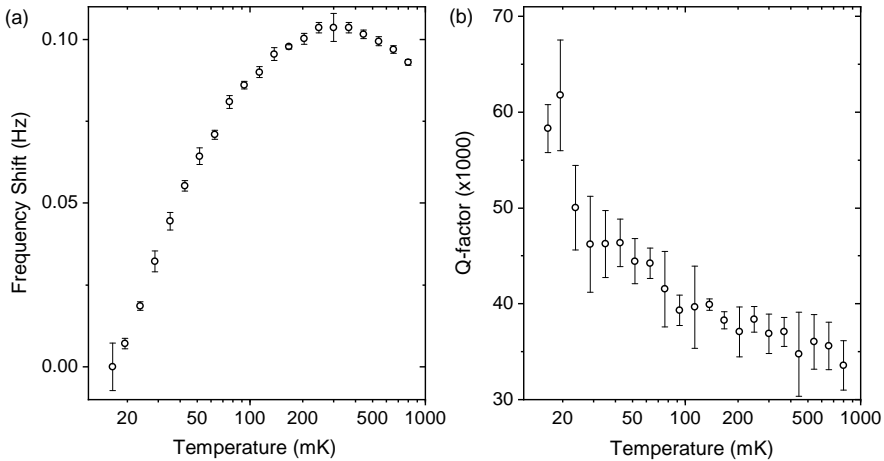 (a)
0.10
0.05
0.00
Frequency Shift (Hz)
20 50 100 200 500 1000
Temperature (mK)
(b)
70
60
50
40
30
Q-factor (x1000)
20 50 100 200 500 1000
Temperature (mK)